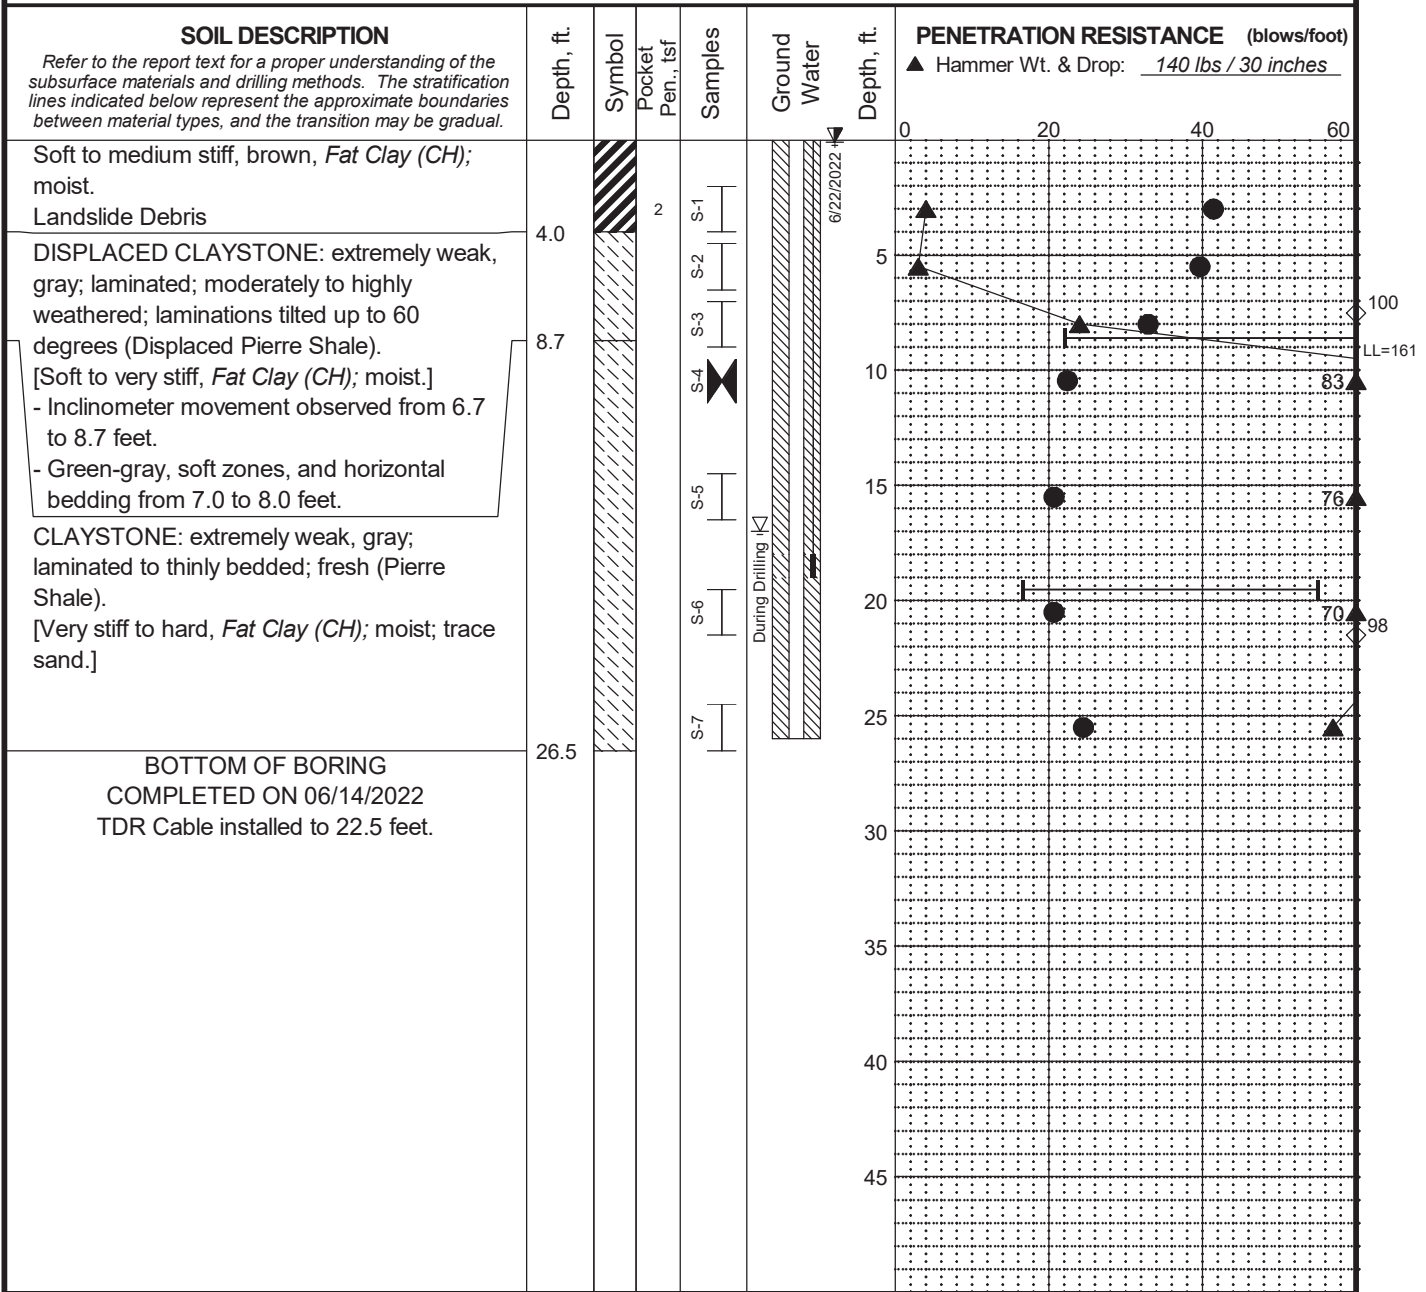 SOIL DESCRIPTION
Refer to the report text for a proper understanding of the
subsurface materials and drilling methods. The stratification
lines indicated below represent the approximate boundaries
between material types, and the transition may be gradual.
Depth, ft.
Symbol
Pocket
Pen., tsf
Samples
Ground
Water
Depth, ft.
PENETRATION RESISTANCE (blows/foot)
▲ Hammer Wt. & Drop: 140 lbs / 30 inches
0 20 40 60
Soft to medium stiff, brown, Fat Clay (CH);
moist.
Landslide Debris
4.0
DISPLACED CLAYSTONE: extremely weak,
gray; laminated; moderately to highly
weathered; laminations tilted up to 60
degrees (Displaced Pierre Shale).
[Soft to very stiff, Fat Clay (CH); moist.]
- Inclinometer movement observed from 6.7
to 8.7 feet.
- Green-gray, soft zones, and horizontal
bedding from 7.0 to 8.0 feet.
8.7
CLAYSTONE: extremely weak, gray;
laminated to thinly bedded; fresh (Pierre
Shale).
[Very stiff to hard, Fat Clay (CH); moist; trace
sand.]
26.5
BOTTOM OF BORING
COMPLETED ON 06/14/2022
TDR Cable installed to 22.5 feet.
2
S-1
S-2
S-3
S-4
S-5
S-6
S-7
6/22/2022
During Drilling
5
10
15
20
25
30
35
40
45
100
LL=161
83
76
70
98